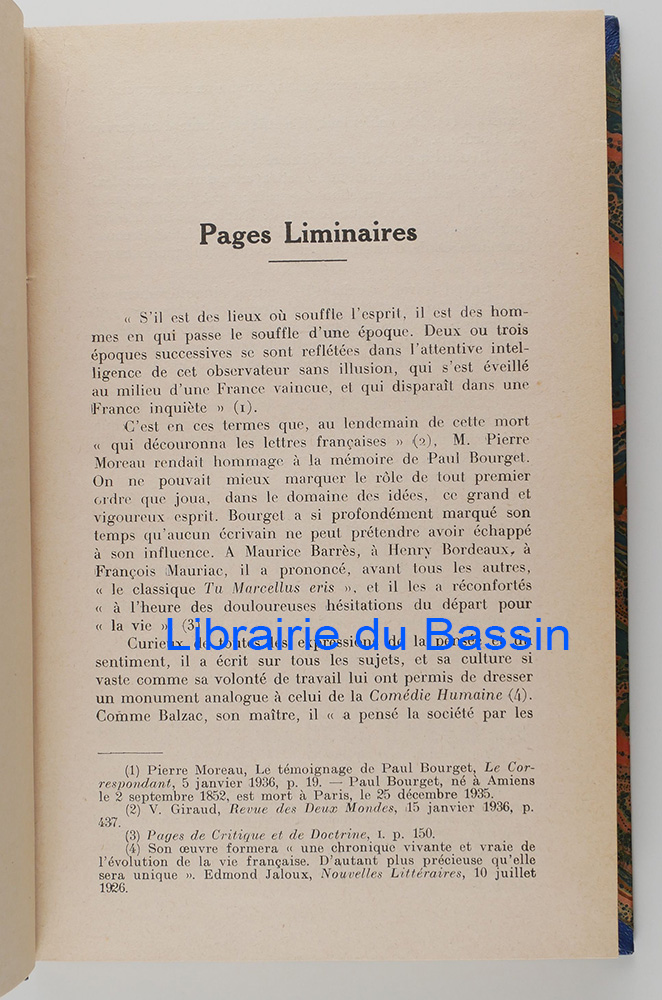 Pages Liminaires
« S'il est des lieux où souffle l'esprit, il est des hom-
mes en qui passe le souffle d'une époque. Deux ou trois
époques successives se sont reflétées dans l'attentive intel-
ligence de cet observateur sans illusion, qui s'est éveillé
au milieu d'une France vaincue, et qui disparaît dans une
France inquiète » (1).
C'est en ces termes que, au lendemain de cette mort
« qui découronna les lettres françaises » (2), M. Pierre
Moreau rendait hommage à la mémoire de Paul Bourget.
On ne pouvait mieux marquer le rôle de tout premier
ordre que joua, dans le domaine des idées, ce grand et
vigoureux esprit. Bourget a si profondément marqué son
temps qu'aucun écrivain ne peut prétendre avoir échappé
à son influence. A Maurice Barrès, à Henry Bordeaux, à
François Mauriac, il a prononcé, avant tous les autres,
« le classique Tu Marcellus eris », et il les a réconfortés
« à l'heure des douloureuses hésitations du départ pour
« la vie » (3)
Librairie du Bassin
Curieux de toutes les expressions de la pensée et du
sentiment, il a écrit sur tous les sujets, et sa culture si
vaste comme sa volonté de travail lui ont permis de dresser
un monument analogue à celui de la Comédie Humaine (4).
Comme Balzac, son maître, il « a pensé la société par les
(1) Pierre Moreau, Le témoignage de Paul Bourget, Le Cor-
respondant, 5 janvier 1936, p. 19. — Paul Bourget, né à Amiens
le 2 septembre 1852, est mort à Paris, le 25 décembre 1935.
(2) V. Giraud, Revue des Deux Mondes, 15 janvier 1936, p.
437.
(3) Pages de Critique et de Doctrine, I. p. 150.
(4) Son œuvre formera « une chronique vivante et vraie de
l'évolution de la vie française. D'autant plus précieuse qu'elle
sera unique ». Edmond Jaloux, Nouvelles Littéraires, 10 juillet
1926.